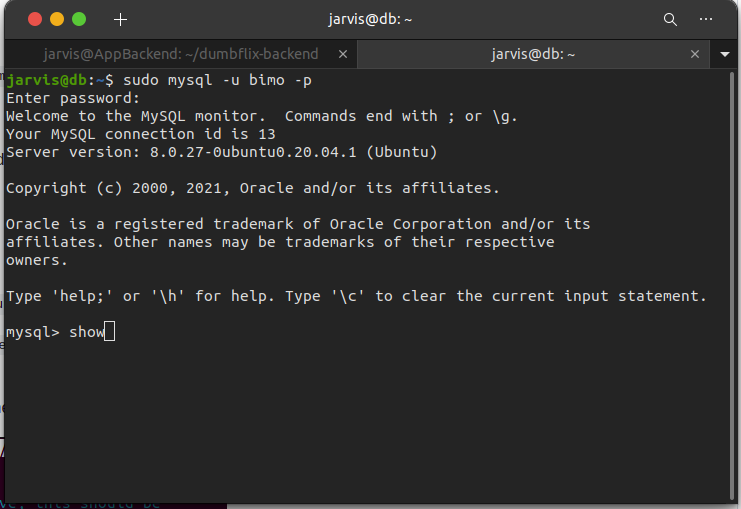 jarvis@db: ~
jarvis@AppBackend: ~/dumbflix-backend
jarvis@db: ~
jarvis@db:~$ sudo mysql -u bimo -p
Enter password:
Welcome to the MySQL monitor.  Commands end with ; or \g.
Your MySQL connection id is 13
Server version: 8.0.27-0ubuntu0.20.04.1 (Ubuntu)
Copyright (c) 2000, 2021, Oracle and/or its affiliates.
Oracle is a registered trademark of Oracle Corporation and/or its
affiliates. Other names may be trademarks of their respective
owners.
Type 'help;' or '\h' for help. Type '\c' to clear the current input statement.
mysql> show